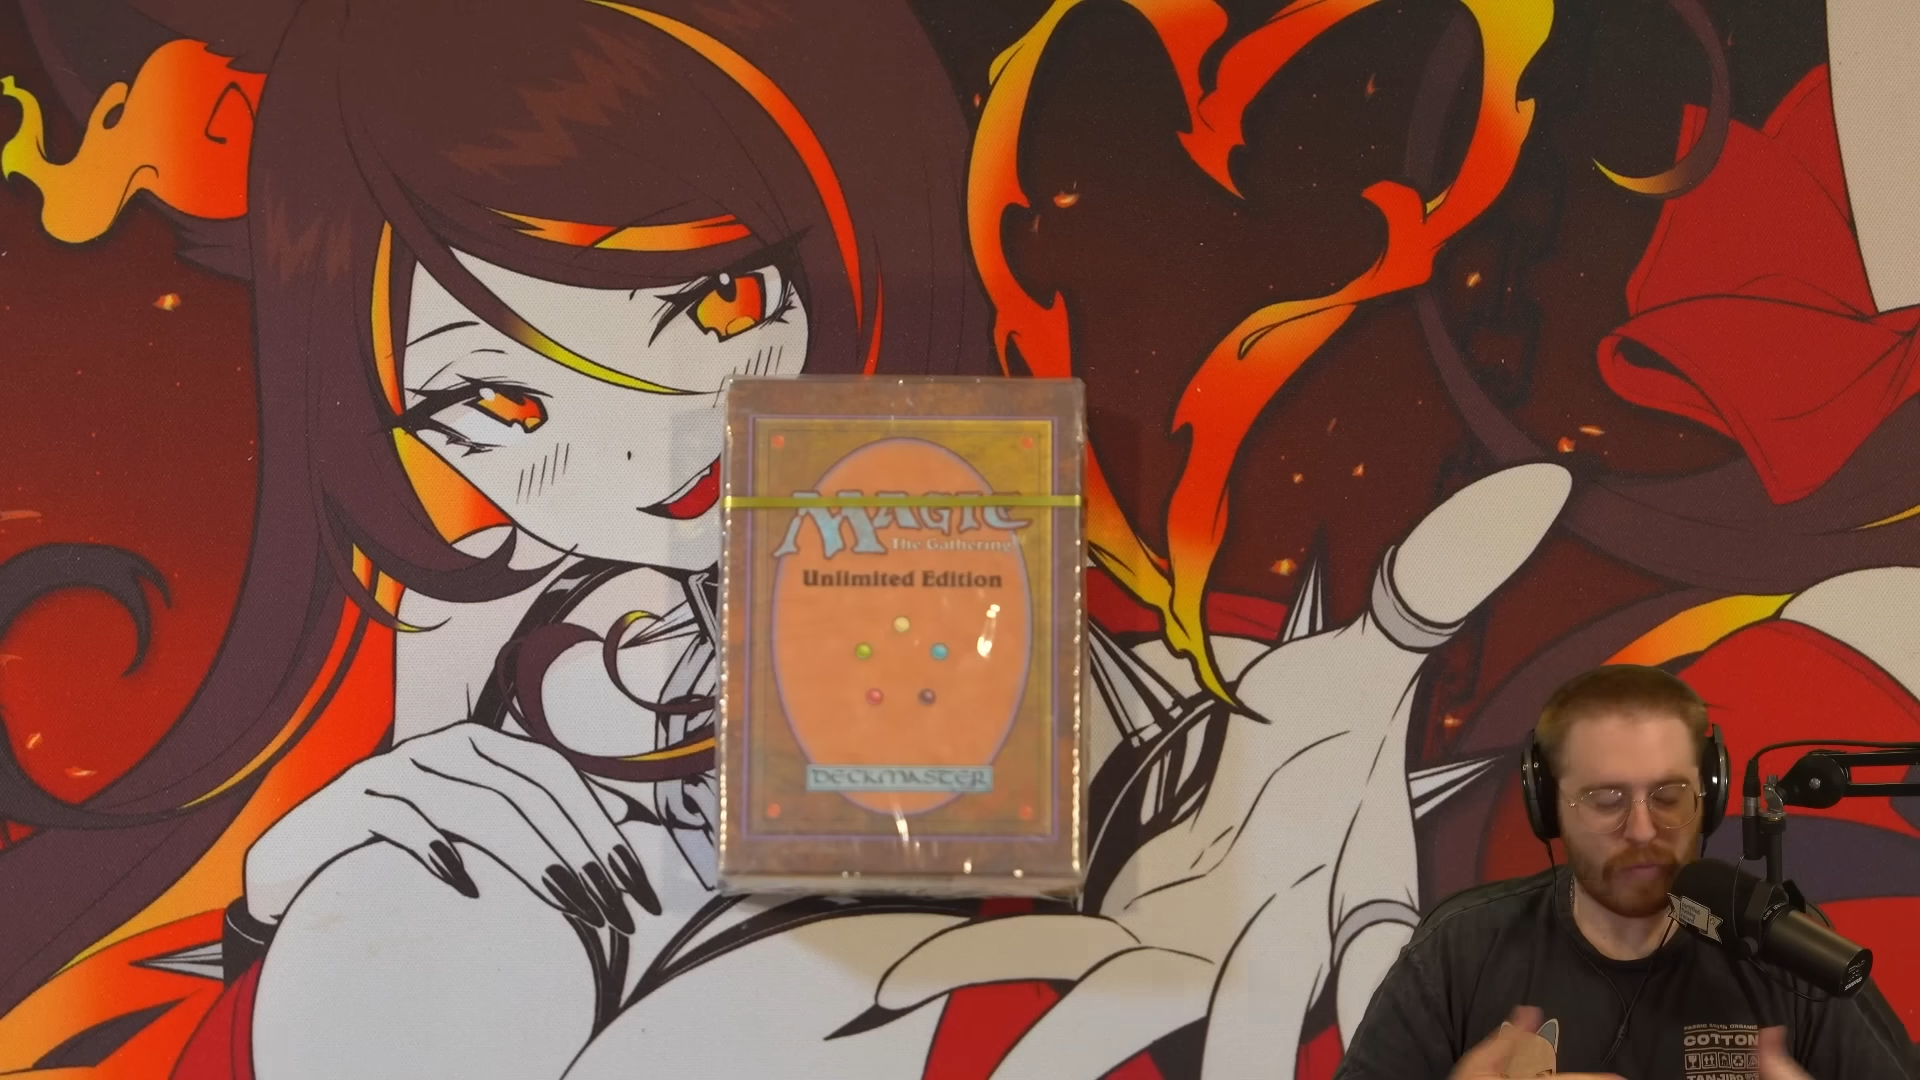 MAGIC
The Gathering
Unlimited Edition
DECKMASTER
COTTON